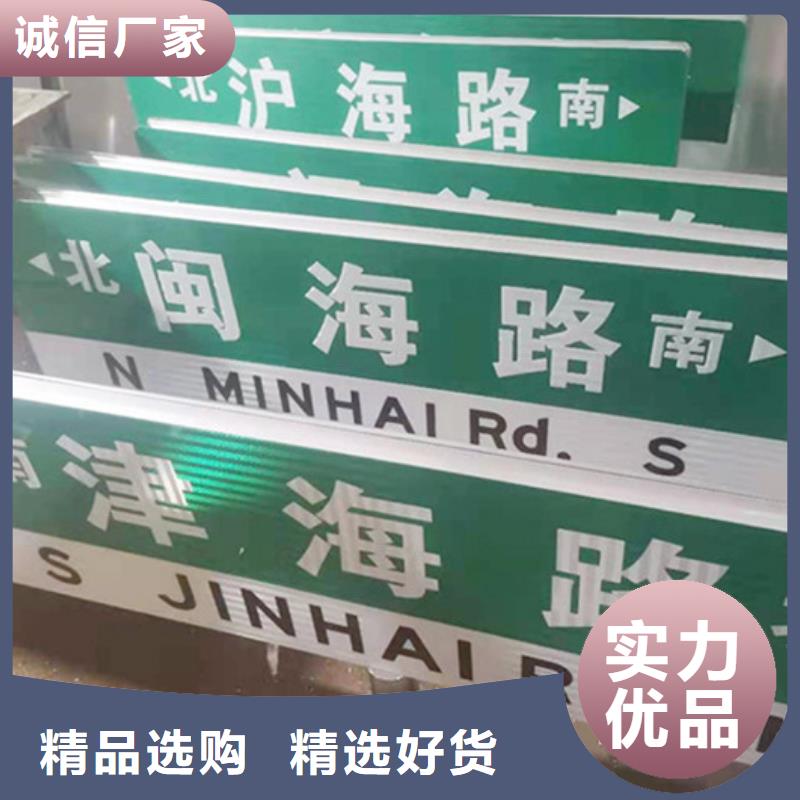 诚信厂家
◀北 沪海路 南▶
◀北 闽海路 南▶
N MINHAI Rd. S
南 津海路
S JINHAI R
实力
优品
精品选购 精选好货